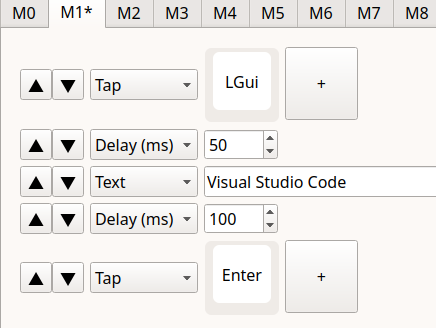 M0 M1* M2 M3 M4 M5 M6 M7 M8
Tap LGui +
Delay (ms) 50
Text Visual Studio Code
Delay (ms) 100
Tap Enter +